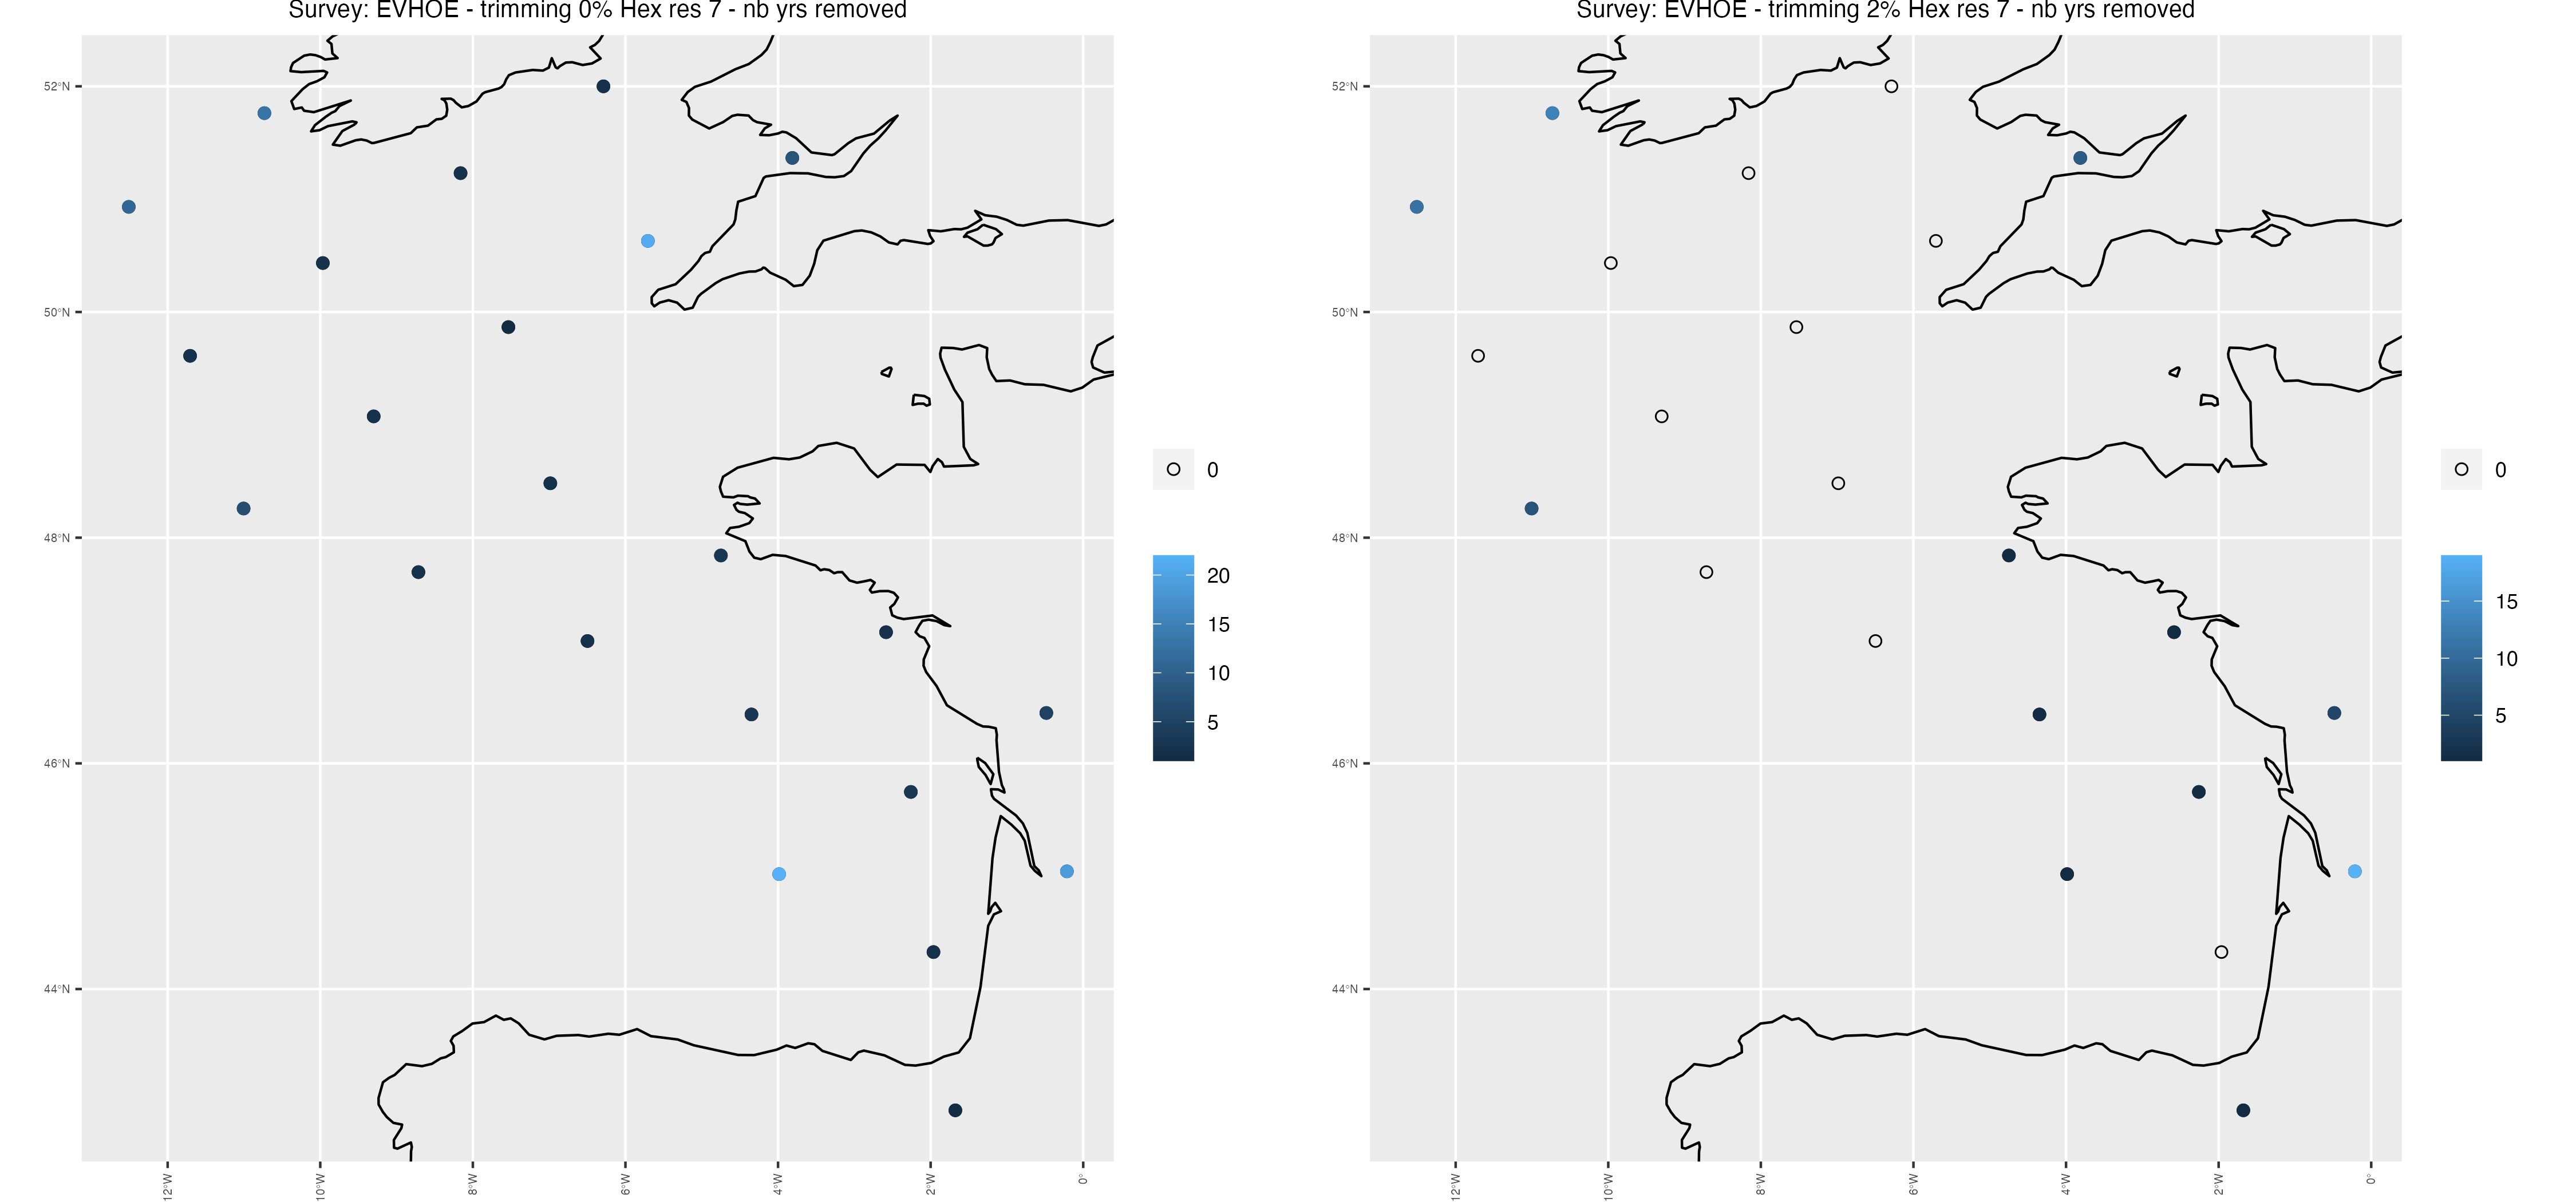 Survey: EVHOE - trimming 0% Hex res 7 - nb yrs removed
52°N
50°N
48°N
46°N
44°N
12°W
10°W
8°W
6°W
4°W
2°W
0°
0
20
15
10
5
Survey: EVHOE - trimming 2% Hex res 7 - nb yrs removed
52°N
50°N
48°N
46°N
44°N
12°W
10°W
8°W
6°W
4°W
2°W
0°
0
15
10
5